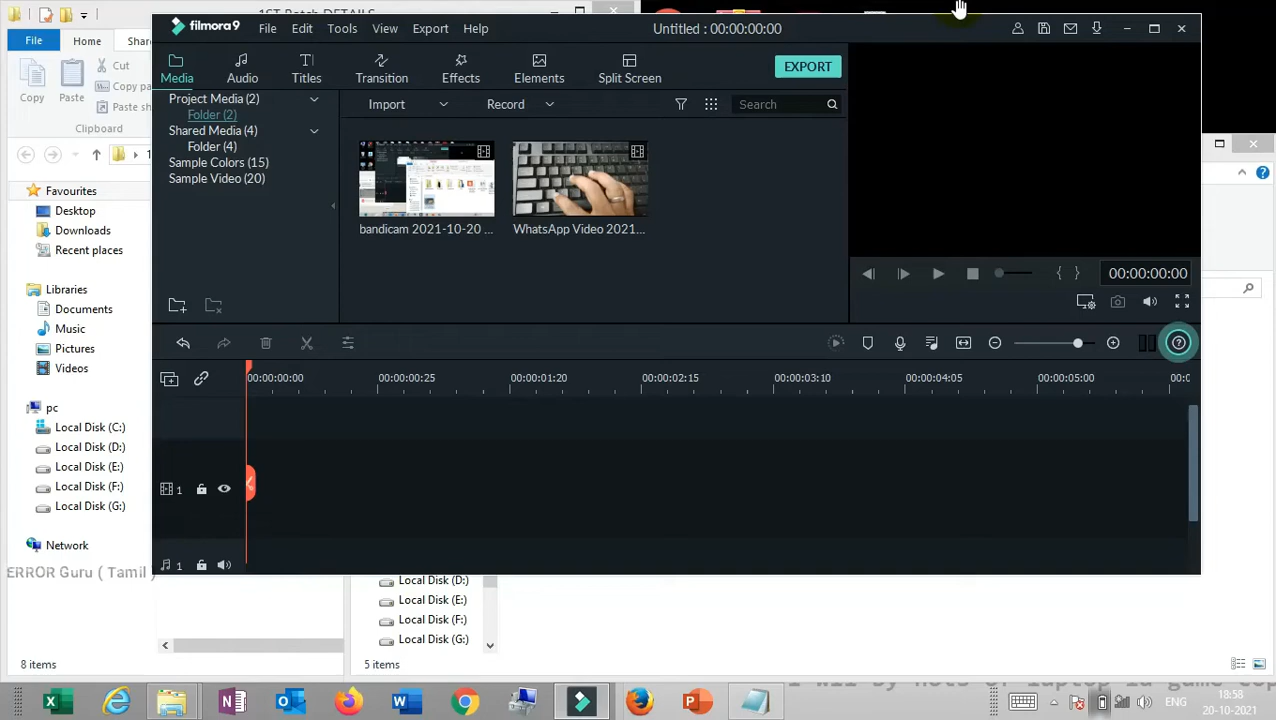 1ST Batch DETAILS
File Home
Copy Paste Cut
Clipboard
Favourites
Desktop
Downloads
Recent places
Libraries
Documents
Music
Pictures
Videos
pc
Local Disk (C:)
Local Disk (D:)
Local Disk (E:)
Local Disk (F:)
Local Disk (G:)
Network
ERROR Guru ( Tamil )
8 items
filmora9 File Edit Tools View Export Help Untitled : 00:00:00:00
Media Audio Titles Transition Effects Elements Split Screen EXPORT
Project Media (2)
Folder (2)
Shared Media (4)
Folder (4)
Sample Colors (15)
Sample Video (20)
Import Record Search
bandicam 2021-10-20 ... WhatsApp Video 2021...
00:00:00:00
00:00:00:00 00:00:00:25 00:00:01:20 00:00:02:15 00:00:03:10 00:00:04:05 00:00:05:00
1
1
Local Disk (D:)
Local Disk (E:)
Local Disk (F:)
Local Disk (G:)
5 items
ENG 18:58
20-10-2021